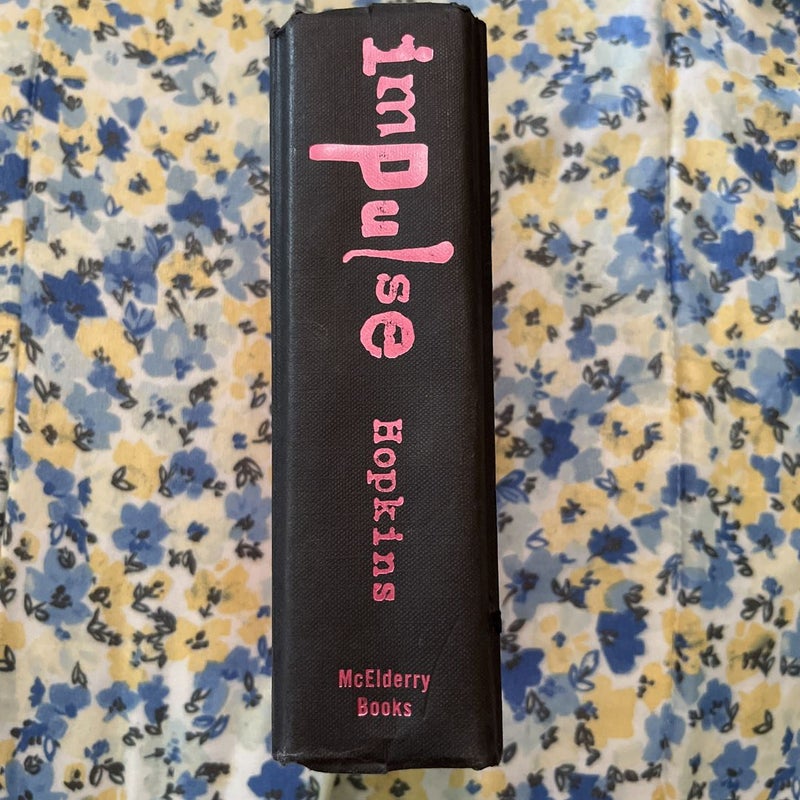 impulse
Hopkins
McElderry
Books